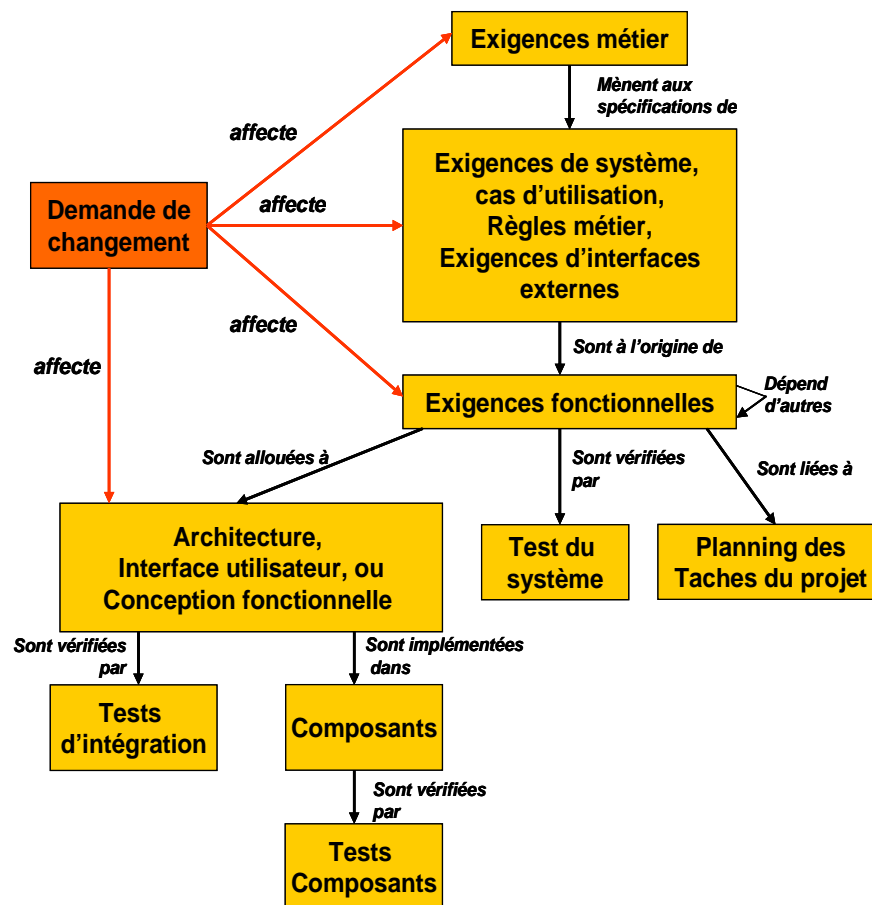 Exigences métier
Mènent aux
spécifications de
affecte
Exigences de système,
cas d'utilisation,
Règles métier,
Exigences d'interfaces
externes
Demande de
changement
affecte
affecte
Sont à l'origine de
affecte
Exigences fonctionnelles
Dépend
d'autres
Sont allouées à
Sont vérifiées
par
Sont liées à
Architecture,
Interface utilisateur, ou
Conception fonctionnelle
Test du
système
Planning des
Taches du projet
Sont vérifiées
par
Sont implémentées
dans
Tests
d'intégration
Composants
Sont vérifiées
par
Tests
Composants